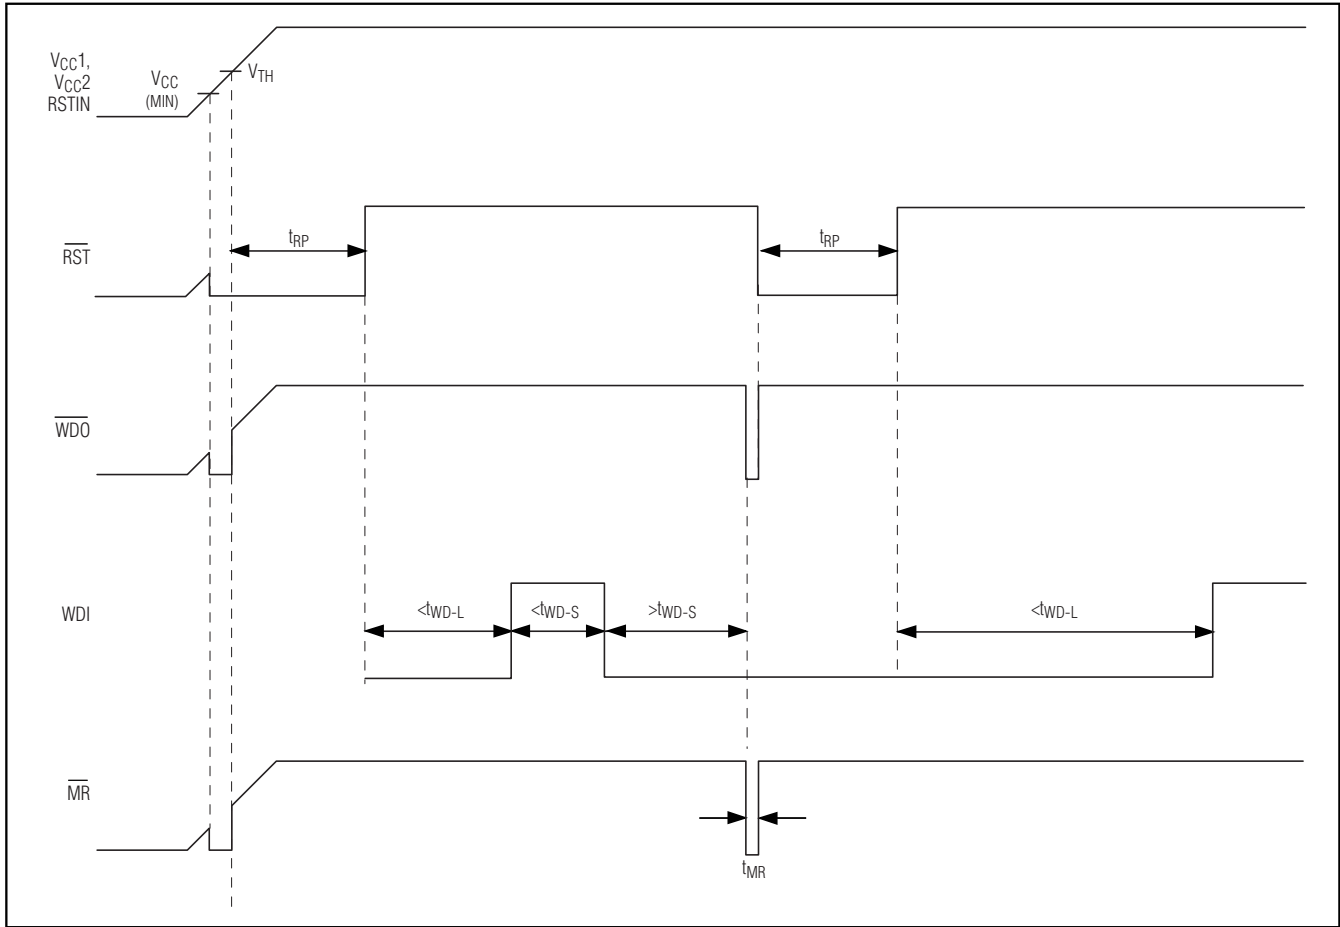 VCC1,
VCC2
RSTIN
VCC
(MIN)
VTH
RST
tRP
tRP
WDO
WDI
<tWD-L
<tWD-S
>tWD-S
<tWD-L
MR
tMR